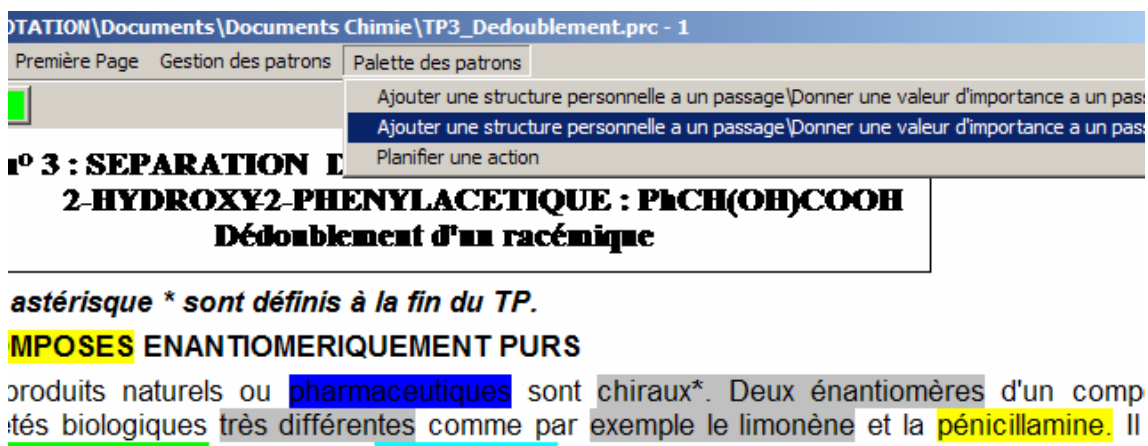 OTATION\Documents\Documents Chimie\TP3_Dedoublement.prc - 1
Première Page Gestion des patrons Palette des patrons
Ajouter une structure personnelle a un passage\Donner une valeur d'importance a un pass
Ajouter une structure personnelle a un passage\Donner une valeur d'importance a un pass
Planifier une action
nº 3 : SEPARATION D
2-HYDROXY-2-PHENYLACETIQUE : PhCH(OH)COOH
Dédoublement d'un racémique
astérisque * sont définis à la fin du TP.
MPOSES ENANTIOMERIQUEMENT PURS
produits naturels ou pharmaceutiques sont chiraux*. Deux énantiomères d'un comp
étés biologiques très différentes comme par exemple le limonène et la pénicillamine. Il